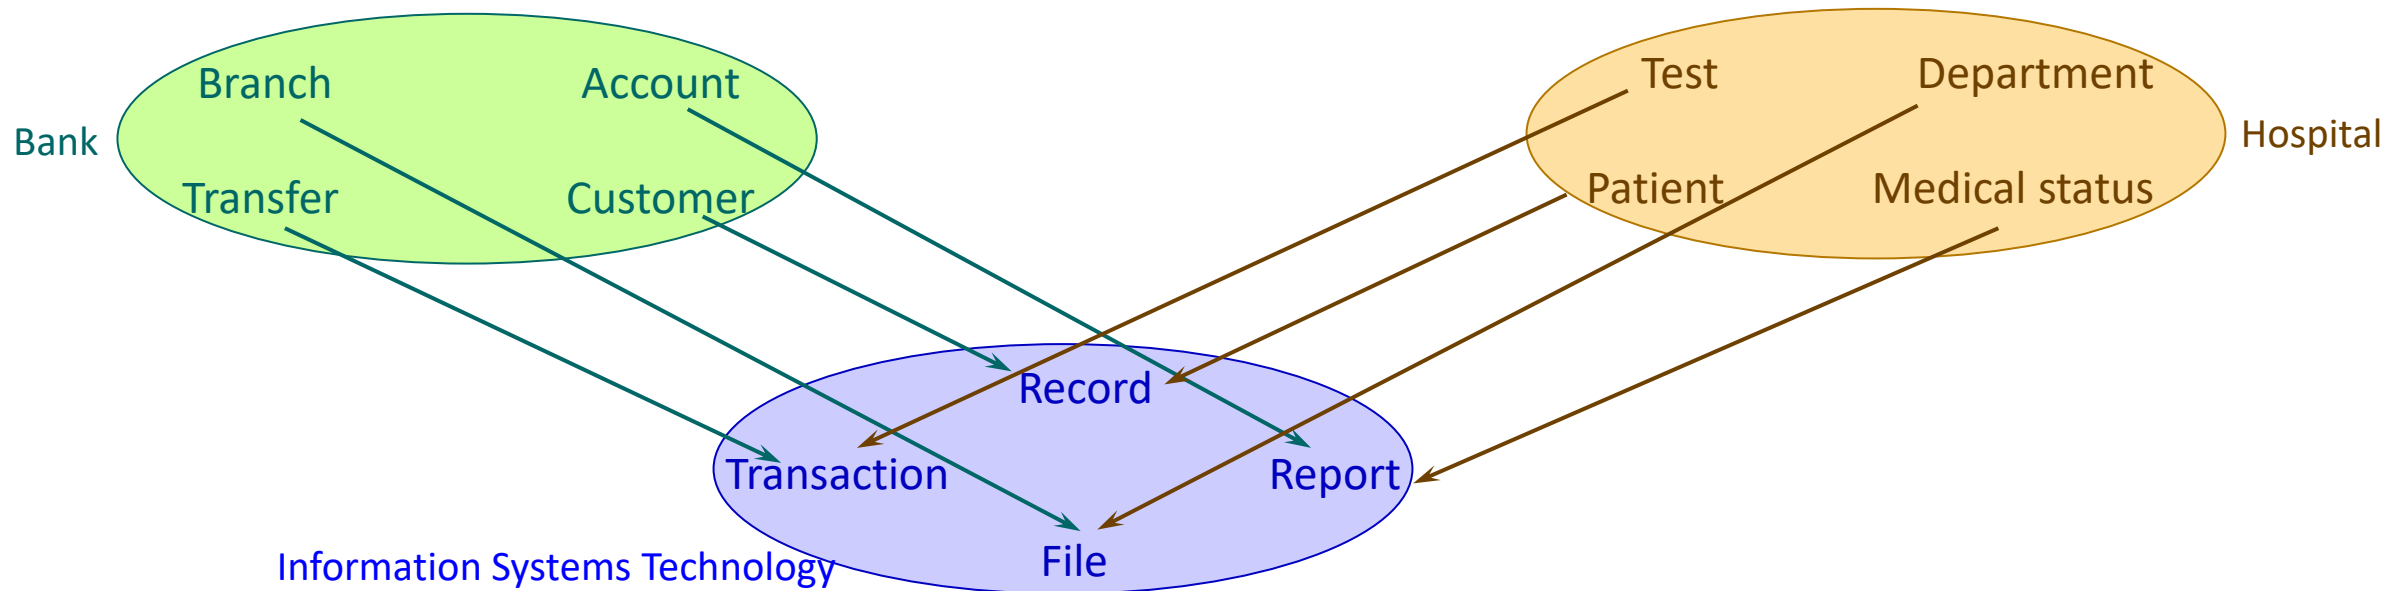 Branch
Account
Bank
Transfer
Customer
Test
Department
Hospital
Patient
Medical status
Record
Transaction
Report
File
Information Systems Technology